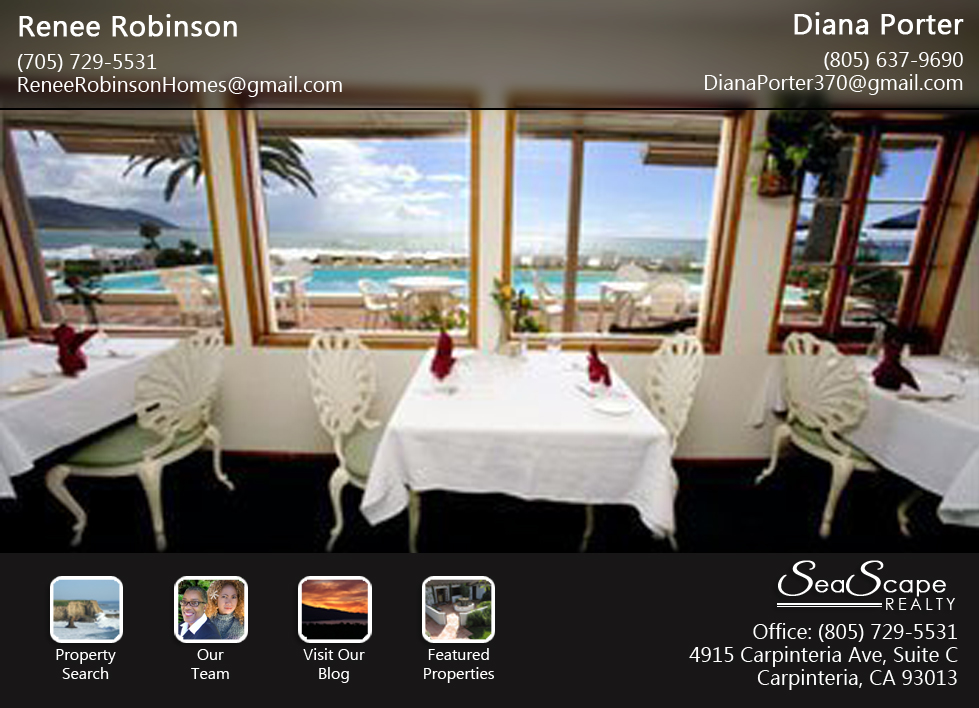 Renee Robinson
(705) 729-5531
ReneeRobinsonHomes@gmail.com
Diana Porter
(805) 637-9690
DianaPorter370@gmail.com
Property
Search
Our
Team
Visit Our
Blog
Featured
Properties
SeaScape
REALTY
Office: (805) 729-5531
4915 Carpinteria Ave, Suite C
Carpinteria, CA 93013